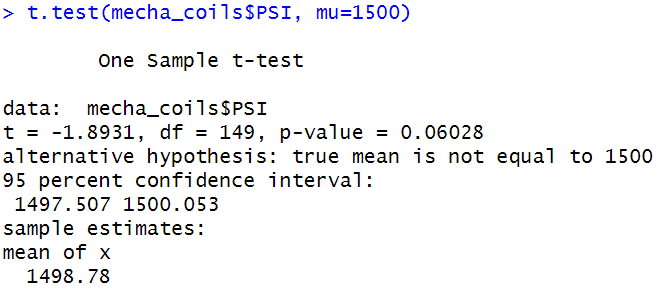 > t.test(mecha_coils$PSI, mu=1500)
One Sample t-test
data:  mecha_coils$PSI
t = -1.8931, df = 149, p-value = 0.06028
alternative hypothesis: true mean is not equal to 1500
95 percent confidence interval:
 1497.507 1500.053
sample estimates:
mean of x
  1498.78